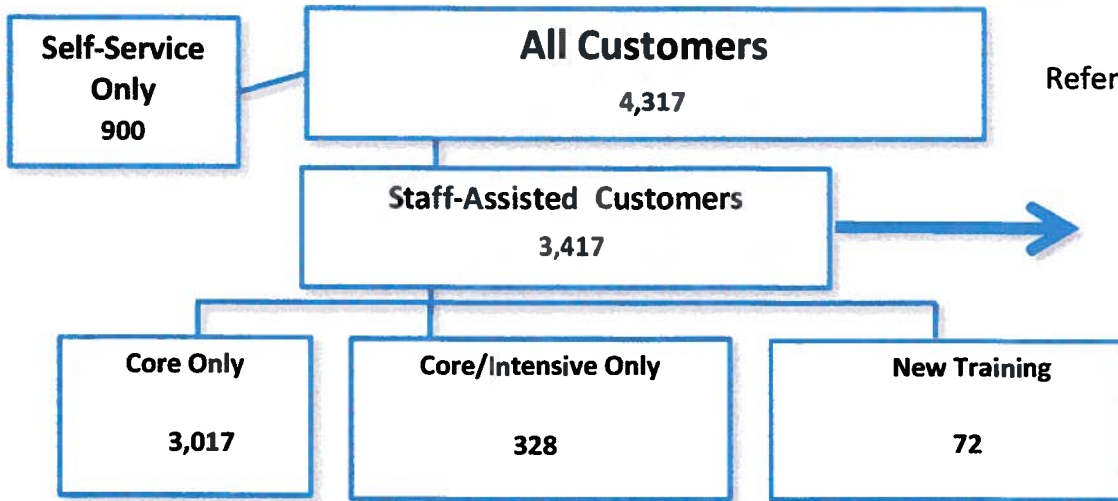 Self-Service
Only
900
All Customers
4,317
Refer
Staff-Assisted Customers
3,417
Core Only
3,017
Core/Intensive Only
328
New Training
72